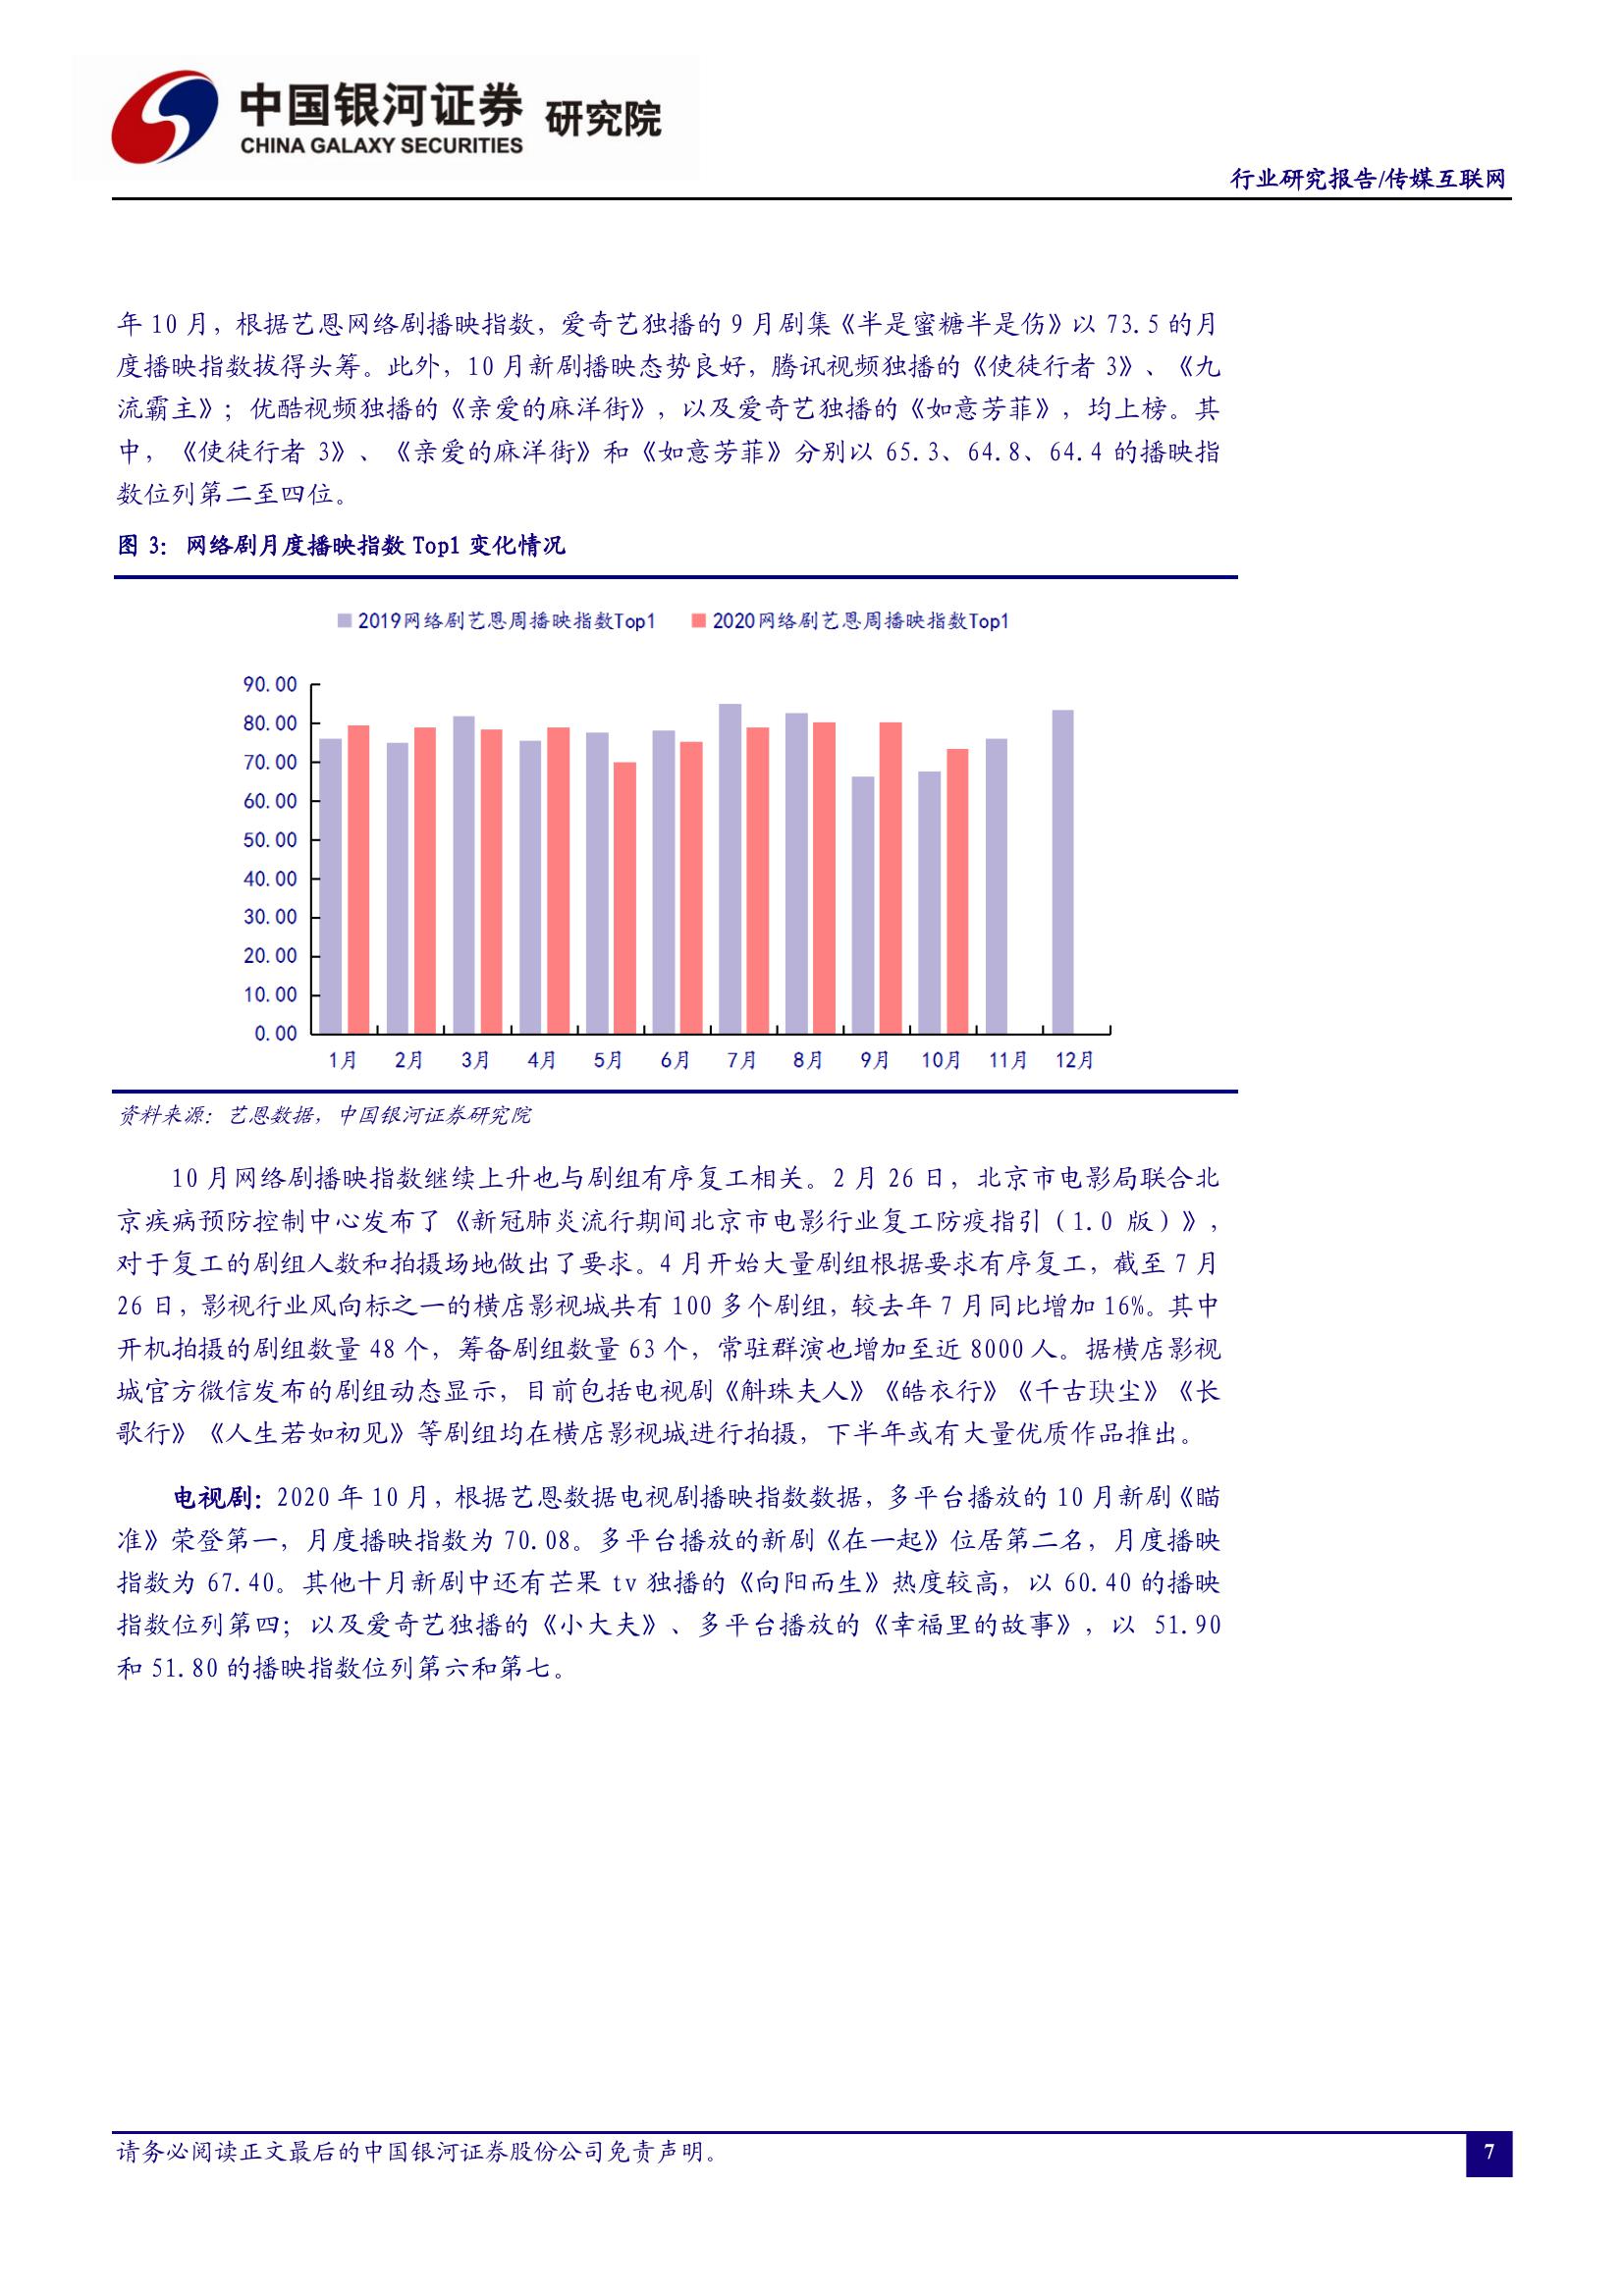 中国银河证券 研究院
CHINA GALAXY SECURITIES
行业研究报告/传媒互联网
年 10 月，根据艺恩网络剧播映指数，爱奇艺独播的 9 月剧集《半是蜜糖半是伤》以 73.5 的月
度播映指数拔得头筹。此外，10 月新剧播映态势良好，腾讯视频独播的《使徒行者 3》、《九
流霸主》；优酷视频独播的《亲爱的麻洋街》，以及爱奇艺独播的《如意芳菲》，均上榜。其
中，《使徒行者 3》、《亲爱的麻洋街》和《如意芳菲》分别以 65.3、64.8、64.4 的播映指
数位列第二至四位。
图 3：网络剧月度播映指数 Top1 变化情况
2019网络剧艺恩周播映指数Top1 2020网络剧艺恩周播映指数Top1
90.00
80.00
70.00
60.00
50.00
40.00
30.00
20.00
10.00
0.00
1月 2月 3月 4月 5月 6月 7月 8月 9月 10月 11月 12月
资料来源：艺恩数据，中国银河证券研究院
10 月网络剧播映指数继续上升也与剧组有序复工相关。2 月 26 日，北京市电影局联合北
京疾病预防控制中心发布了《新冠肺炎流行期间北京市电影行业复工防疫指引（1.0 版）》，
对于复工的剧组人数和拍摄场地做出了要求。4 月开始大量剧组根据要求有序复工，截至 7 月
26 日，影视行业风向标之一的横店影视城共有 100 多个剧组，较去年 7 月同比增加 16%。其中
开机拍摄的剧组数量 48 个，筹备剧组数量 63 个，常驻群演也增加至近 8000 人。据横店影视
城官方微信发布的剧组动态显示，目前包括电视剧《斛珠夫人》《皓衣行》《千古玦尘》《长
歌行》《人生若如初见》等剧组均在横店影视城进行拍摄，下半年或有大量优质作品推出。
电视剧：2020 年 10 月，根据艺恩数据电视剧播映指数数据，多平台播放的 10 月新剧《瞄
准》荣登第一，月度播映指数为 70.08。多平台播放的新剧《在一起》位居第二名，月度播映
指数为 67.40。其他十月新剧中还有芒果 tv 独播的《向阳而生》热度较高，以 60.40 的播映
指数位列第四；以及爱奇艺独播的《小大夫》、多平台播放的《幸福里的故事》，以 51.90
和 51.80 的播映指数位列第六和第七。
请务必阅读正文最后的中国银河证券股份公司免责声明。
7